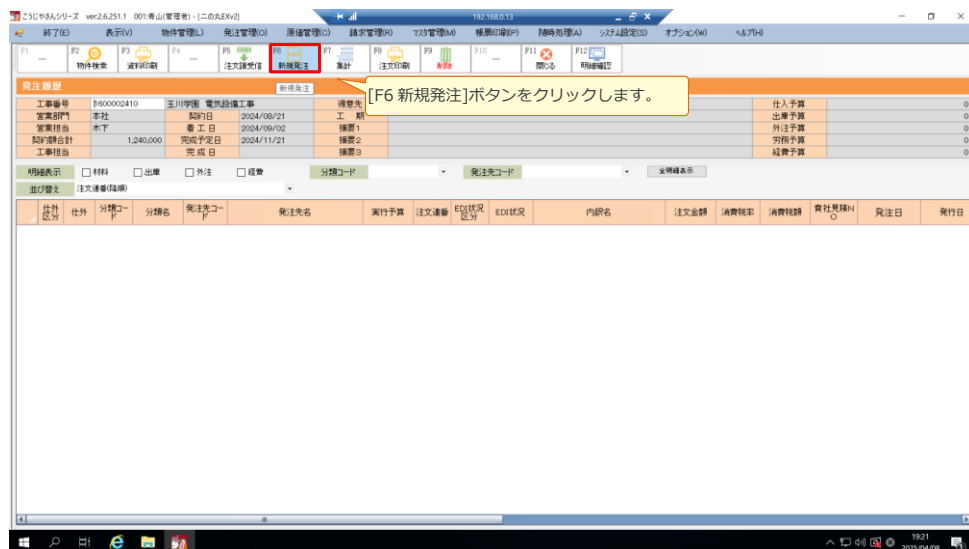 こうじやさんシリーズ ver.2.6.251.1 001:青山(管理者) - [二の丸EXv2]
192.168.0.13
終了(E) 表示(V) 物件管理(L) 発注管理(O) 原価管理(C) 請求管理(R) マスタ管理(M) 帳票印刷(P) 随時処理(A) システム設定(S) オプション(W) ヘルプ(H)
F1 F2 F3 F4 F5 F6 F7 F8 F9 F10 F11 F12
物件検索 資料印刷 注文請受信 新規発注 集計 注文印刷 削除 閉じる 明細確認
発注履歴
新規発注
[F6 新規発注]ボタンをクリックします。
工事番号 1600002410 玉川学園 電気設備工事 得意先 仕入予算 0
営業部門 本社 契約日 2024/08/21 工 期 出庫予算 0
営業担当 木下 着工日 2024/09/02 摘要1 外注予算 0
契約額合計 1,240,000 完成予定日 2024/11/21 摘要2 労務予算 0
工事担当 完成日 摘要3 経費予算 0
明細表示 材料 出庫 外注 経費 分類コード 発注先コード 全明細表示
並び替え 注文連番(降順)
仕外区分 仕外 分類コード 分類名 発注先コード 発注先名 実行予算 注文連番 EDI状況区分 EDI状況 内訳名 注文金額 消費税率 消費税額 貴社見積NO 発注日 発行日
19:21
2025/04/08